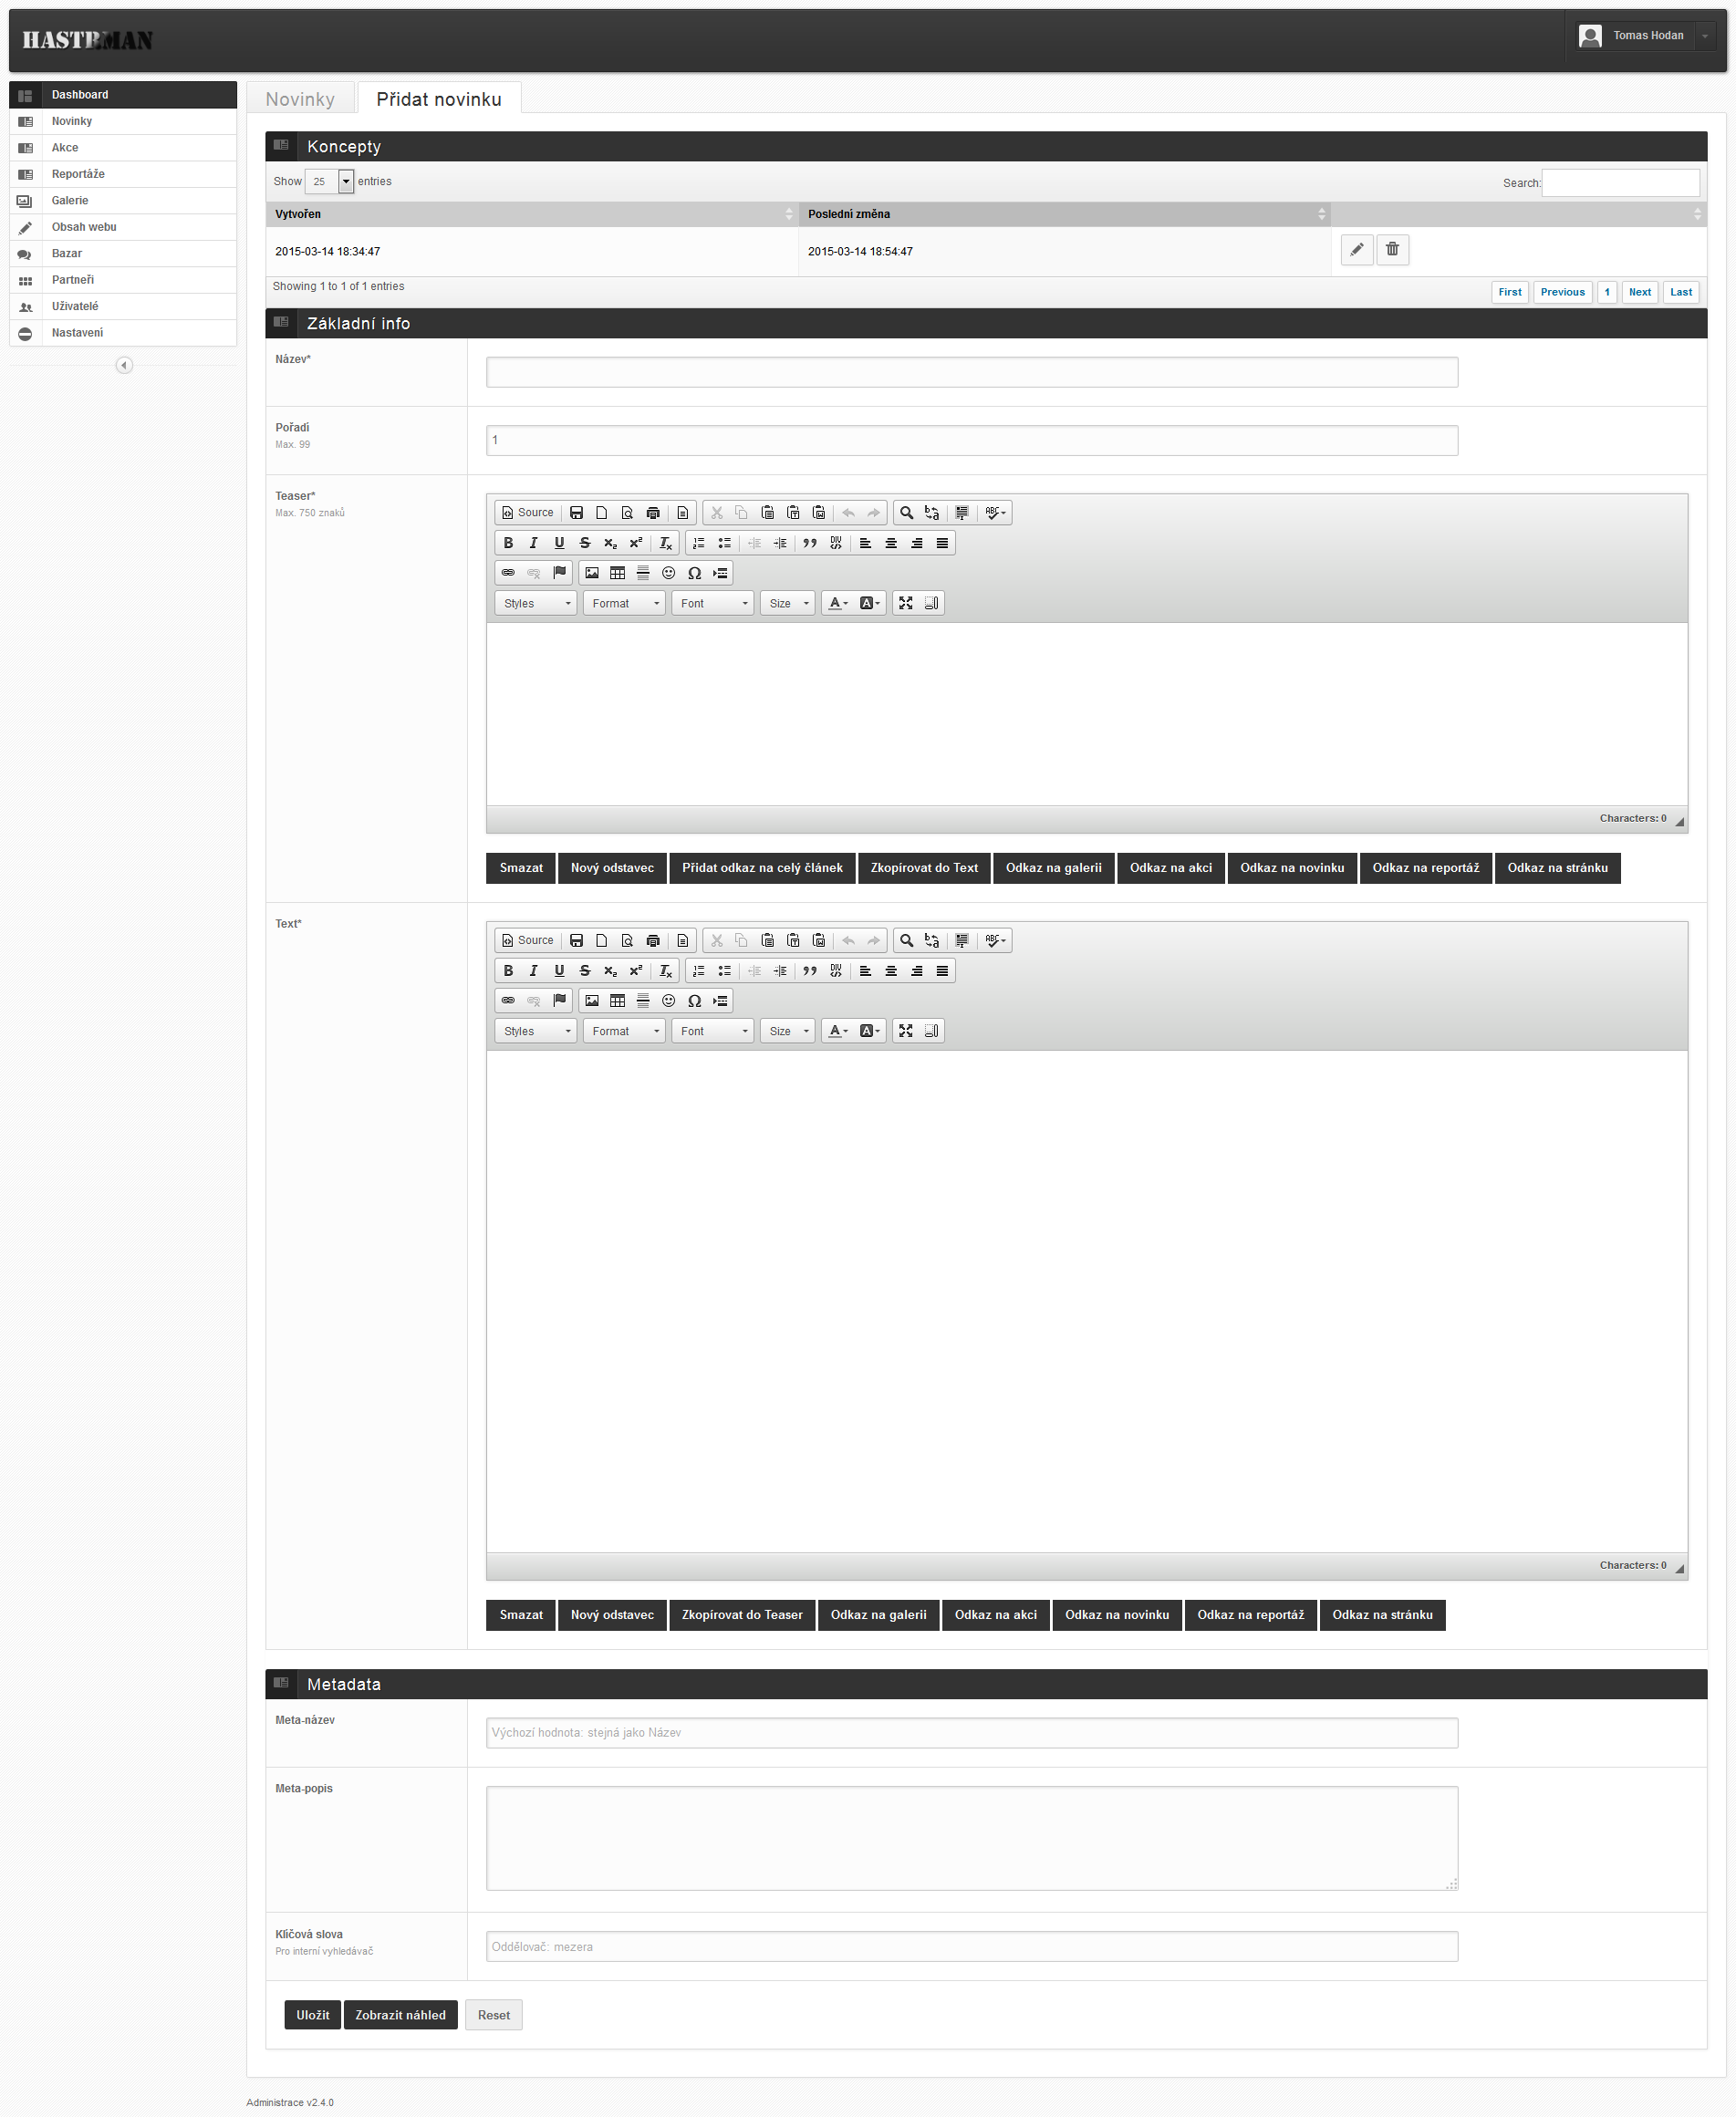 HASTRMAN
Tomas Hodan
Dashboard
Novinky
Akce
Reportáže
Galerie
Obsah webu
Bazar
Partneři
Uživatelé
Nastavení
Novinky Přidat novinku
Koncepty
Show 25 entries Search:
Vytvořen Poslední změna
2015-03-14 18:34:47 2015-03-14 18:54:47
Showing 1 to 1 of 1 entries First Previous 1 Next Last
Základní info
Název*
Pořadí
Max. 99
1
Teaser*
Max. 750 znaků
Source
Styles Format Font Size
Characters: 0
Smazat Nový odstavec Přidat odkaz na celý článek Zkopírovat do Text Odkaz na galerii Odkaz na akci Odkaz na novinku Odkaz na reportáž Odkaz na stránku
Text*
Source
Styles Format Font Size
Characters: 0
Smazat Nový odstavec Zkopírovat do Teaser Odkaz na galerii Odkaz na akci Odkaz na novinku Odkaz na reportáž Odkaz na stránku
Metadata
Meta-název
Výchozí hodnota: stejná jako Název
Meta-popis
Klíčová slova
Pro interní vyhledávač
Oddělovač: mezera
Uložit Zobrazit náhled Reset
Administrace v2.4.0